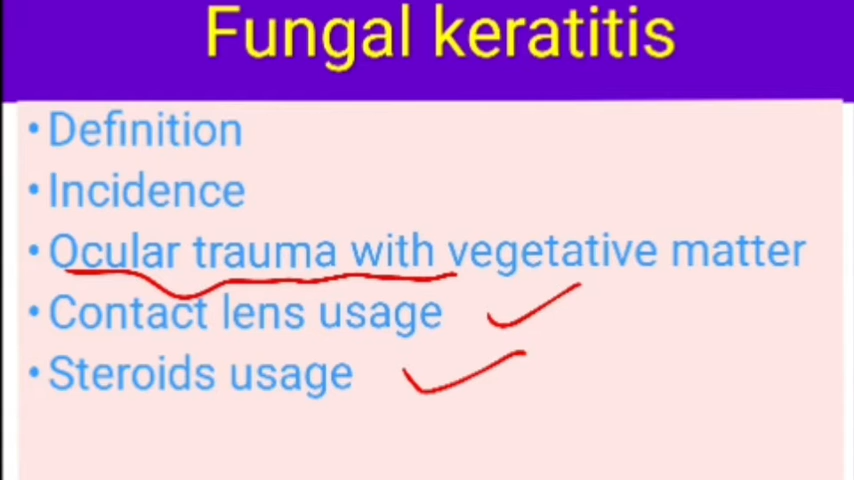 Fungal keratitis
• Definition
• Incidence
• Ocular trauma with vegetative matter
• Contact lens usage
• Steroids usage